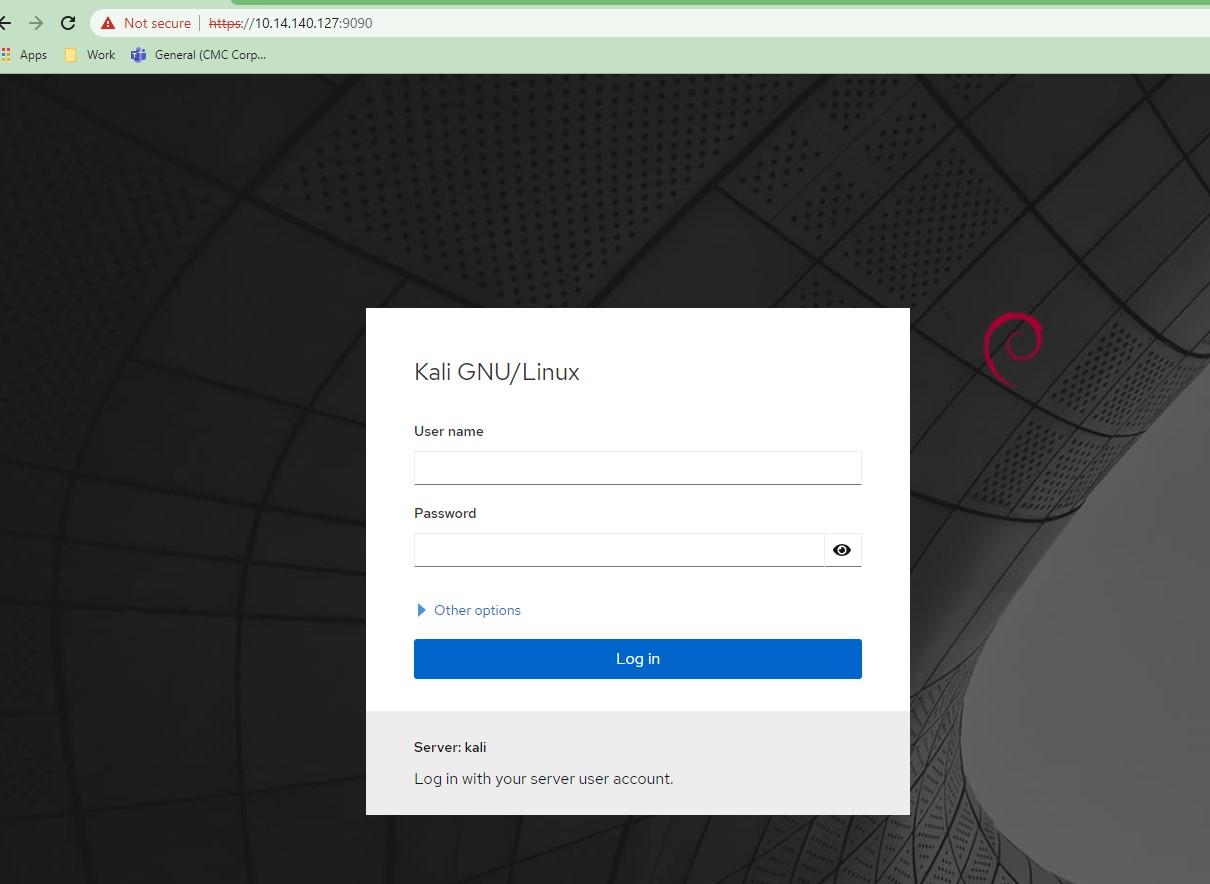 Not secure https://10.14.140.127:9090
Apps Work General (CMC Corp...
Kali GNU/Linux
User name
Password
Other options
Log in
Server: kali
Log in with your server user account.